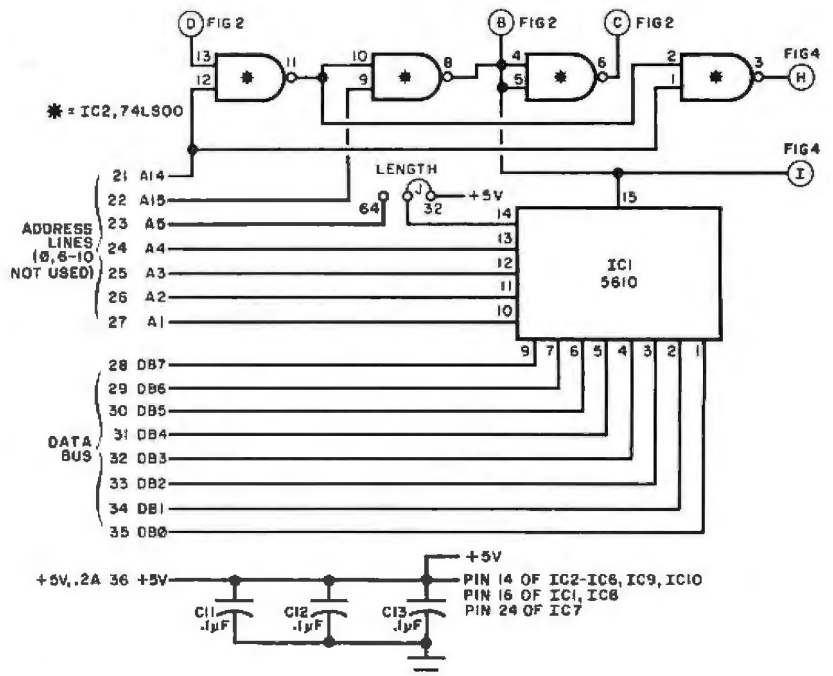 D FIG 2
B
FIG 2
C FIG 2
13
12
11
10
9
8
4
5
6
2
1
3
FIG 4
H
✱ = IC2, 74LS00
FIG 4
I
21 A14
22 A15
23 A5
24 A4
25 A3
26 A2
27 A1
ADDRESS
LINES
(0,6-10
NOT USED)
LENGTH
64
J
32
+5V
14
13
12
11
10
15
IC1
5610
9 7 6 5 4 3 2 1
28 DB7
29 DB6
30 DB5
31 DB4
32 DB3
33 DB2
34 DB1
35 DB0
DATA
BUS
+5V
+5V,.2A 36 +5V
PIN 14 OF IC2-IC6, IC9, IC10
PIN 16 OF IC1, IC8
PIN 24 OF IC7
C11
.1µF
C12
.1µF
C13
.1µF